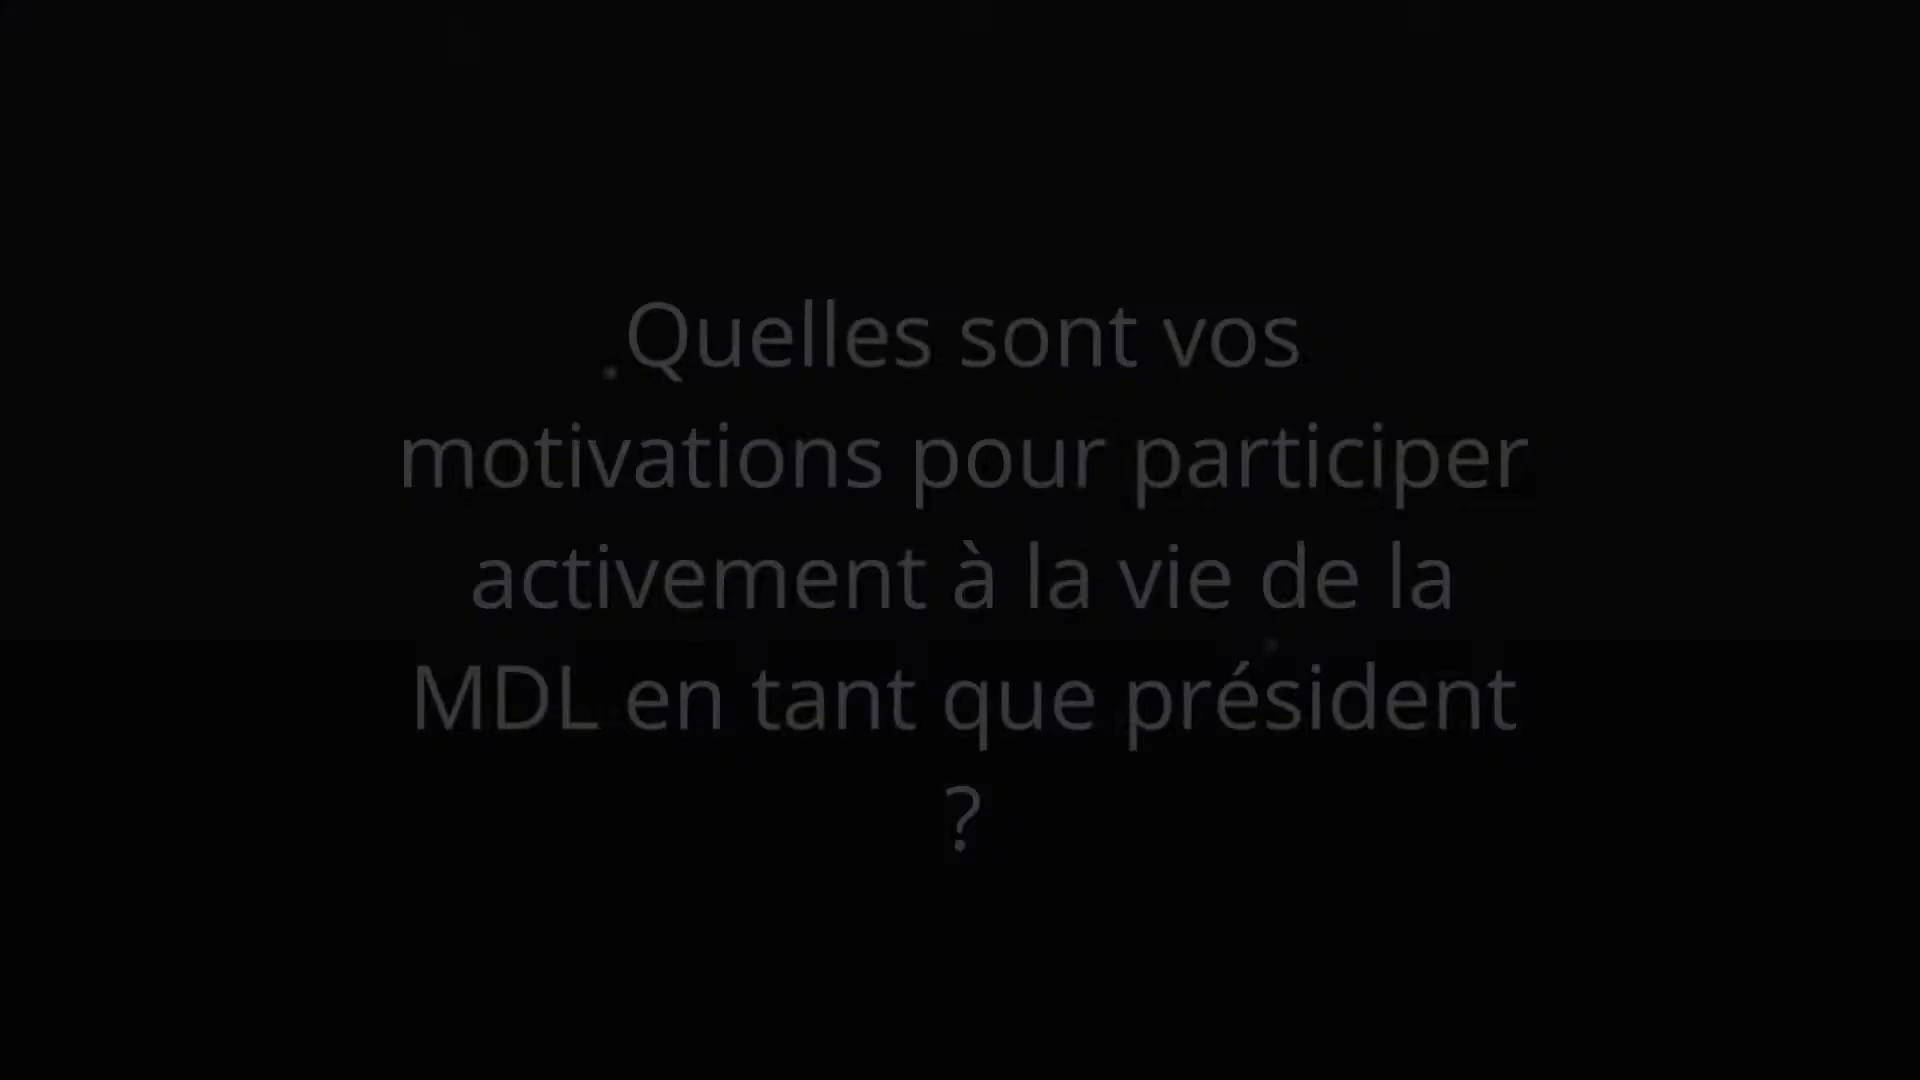 Quelles sont vos
motivations pour participer
activement à la vie de la
MDL en tant que président
?